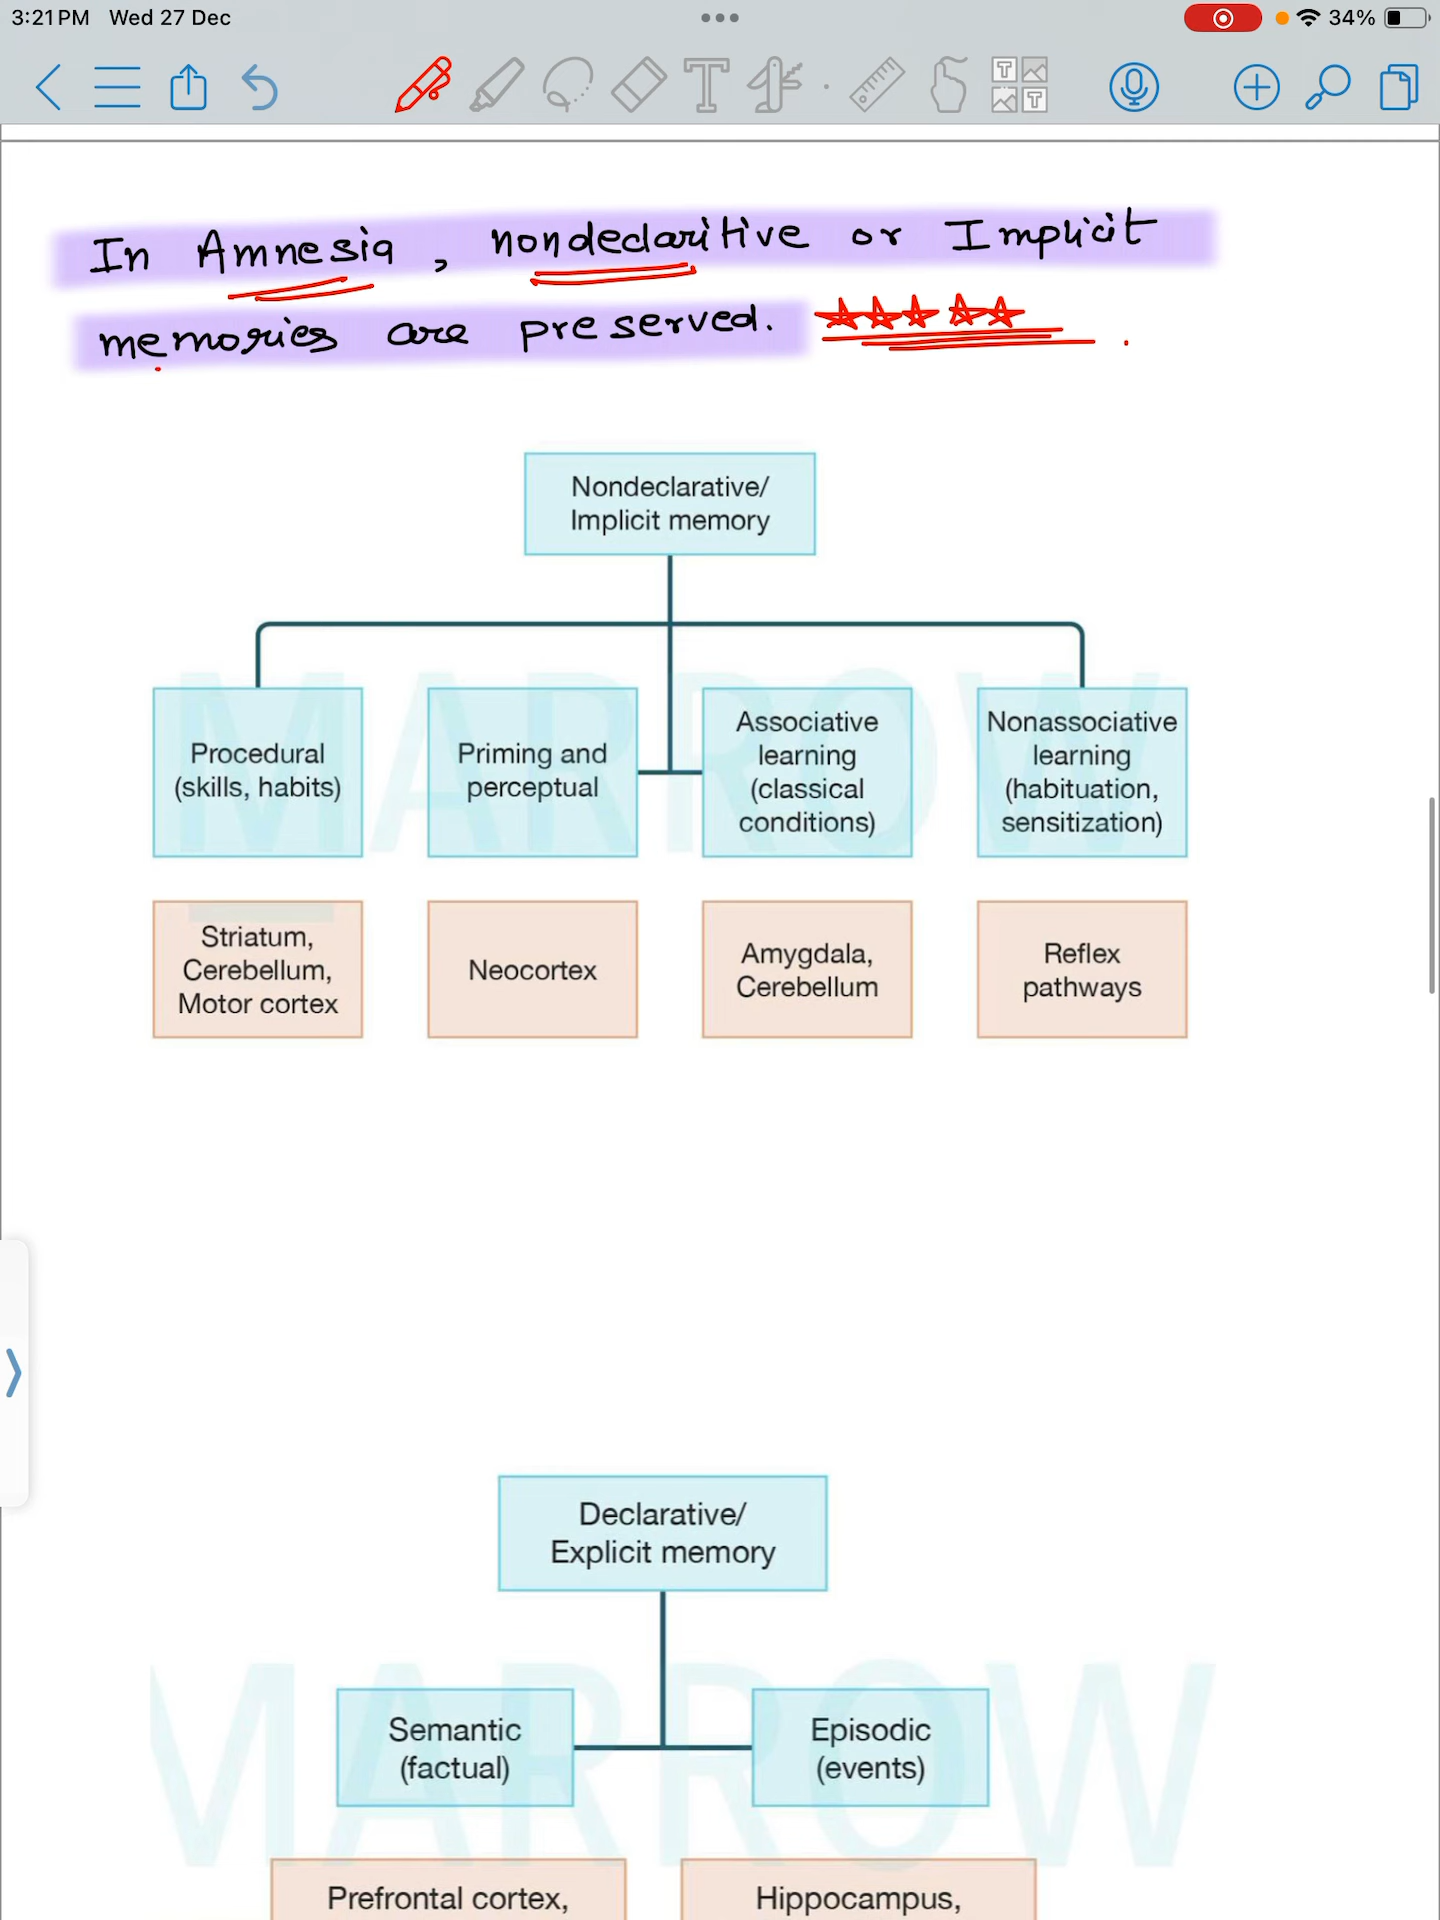 3:21 PM Wed 27 Dec
34%
In Amnesia, nondeclaritive or Implicit
memories are preserved.
Nondeclarative/
Implicit memory
Procedural
(skills, habits)
Priming and
perceptual
Associative
learning
(classical
conditions)
Nonassociative
learning
(habituation,
sensitization)
MARROW
Striatum,
Cerebellum,
Motor cortex
Neocortex
Amygdala,
Cerebellum
Reflex
pathways
Declarative/
Explicit memory
Semantic
(factual)
Episodic
(events)
MARROW
Prefrontal cortex,
Hippocampus,